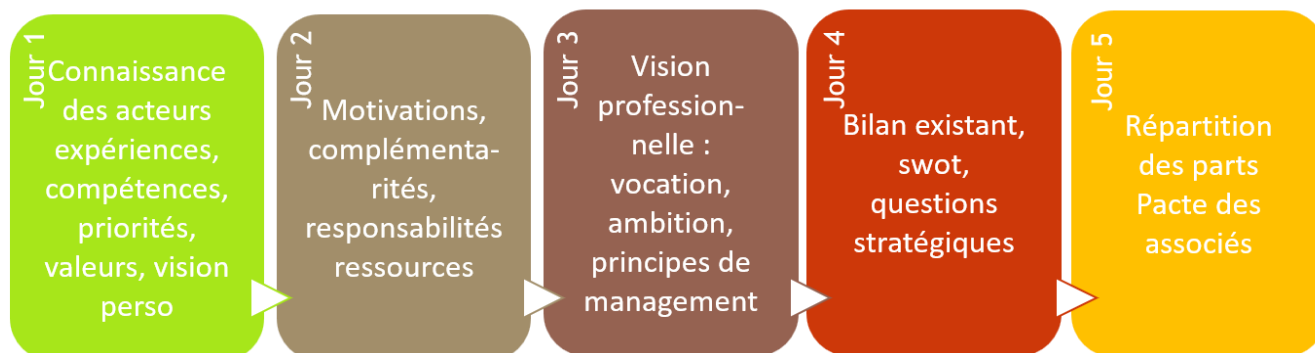 Jour 1
Connaissance
des acteurs
expériences,
compétences,
priorités,
valeurs, vision
perso
Jour 2
Motivations,
complémenta-
rités,
responsabilités
ressources
Jour 3
Vision
profession-
nelle :
vocation,
ambition,
principes de
management
Jour 4
Bilan existant,
swot,
questions
stratégiques
Jour 5
Répartition
des parts
Pacte des
associés